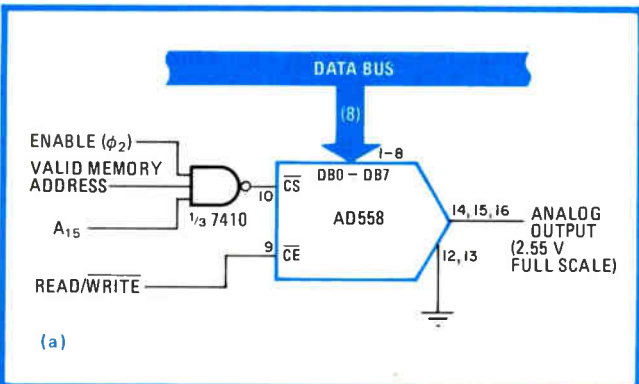 DATA BUS
(8)
1–8
ENABLE (ϕ₂)
VALID MEMORY
ADDRESS
A₁₅
1/3 7410
10
CS̅
DB0 – DB7
AD558
14, 15, 16
ANALOG
OUTPUT
(2.55 V
FULL SCALE)
9
CE̅
12, 13
READ/W̅R̅I̅T̅E̅
(a)